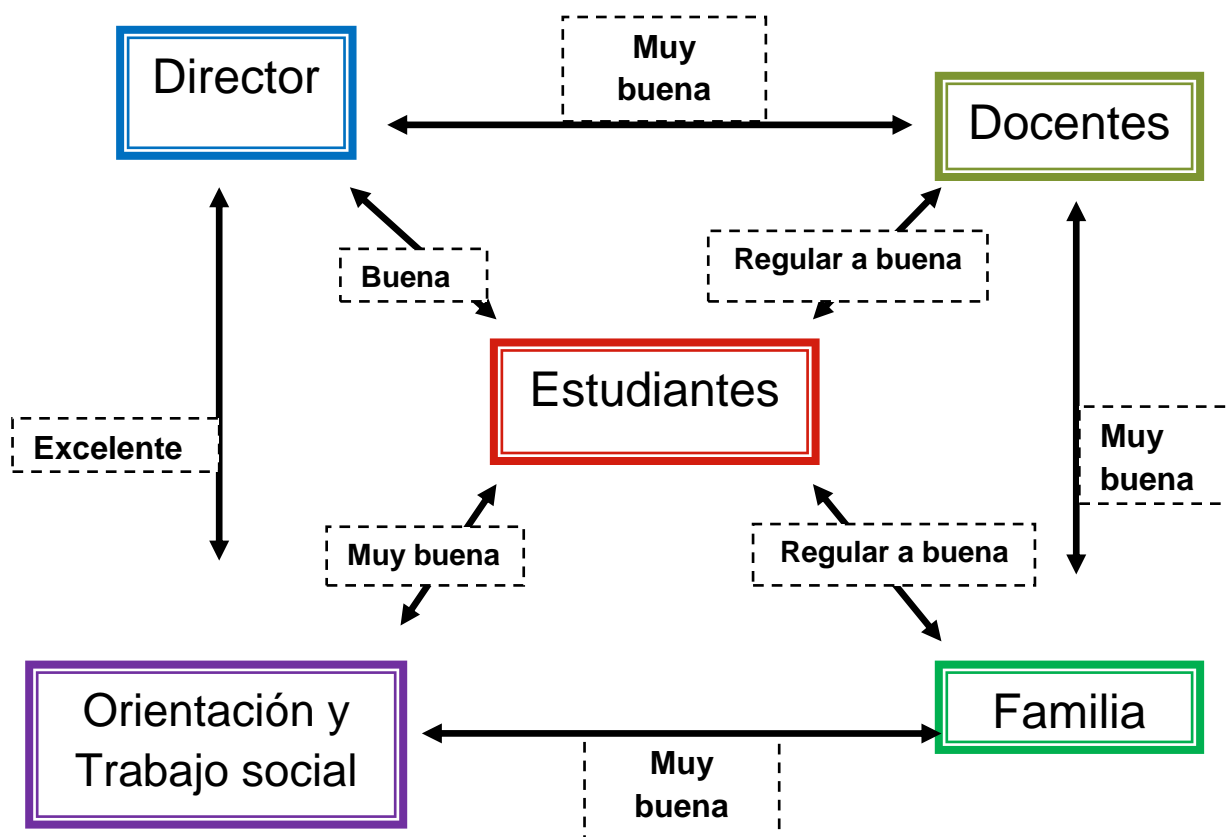 Director
Muy
buena
Docentes
Buena
Regular a buena
Estudiantes
Excelente
Muy
buena
Muy buena
Regular a buena
Orientación y
Trabajo social
Familia
Muy
buena